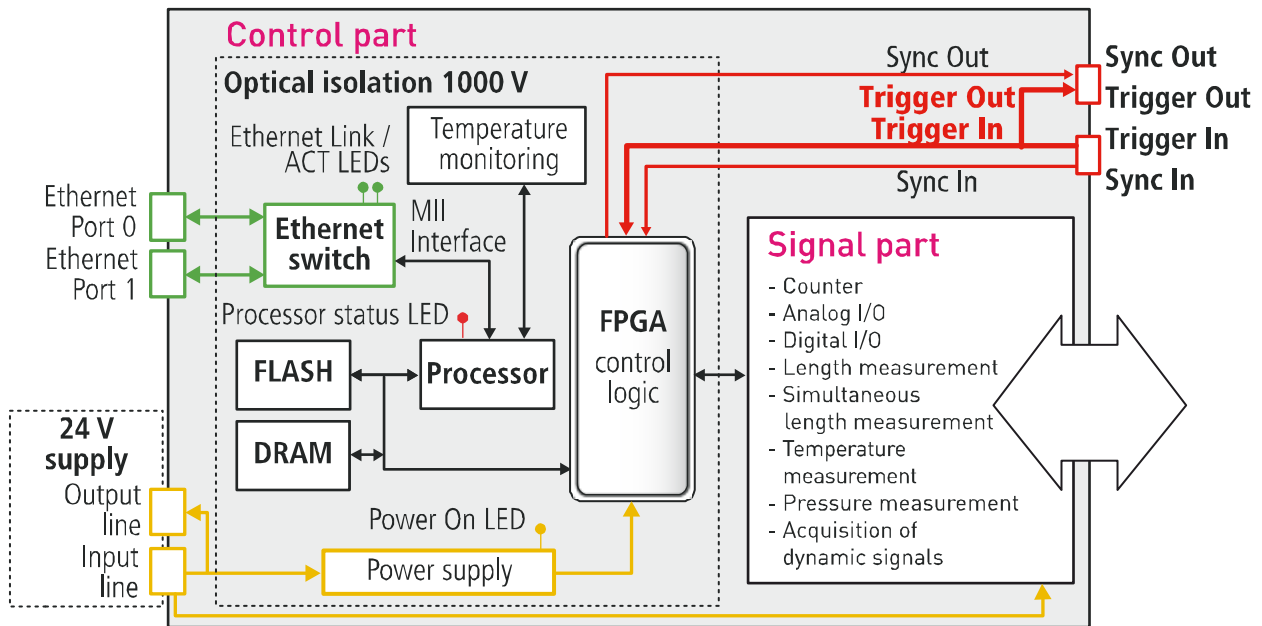 Control part
Optical isolation 1000 V
Sync Out
Trigger Out
Trigger In
Sync In
Sync Out
Trigger Out
Trigger In
Sync In
Ethernet Link /
ACT LEDs
Temperature
monitoring
Ethernet
Port 0
Ethernet
Port 1
Ethernet
switch
MII
Interface
Processor status LED
FLASH
Processor
DRAM
FPGA
control
logic
Signal part
- Counter
- Analog I/O
- Digital I/O
- Length measurement
- Simultaneous
length measurement
- Temperature
measurement
- Pressure measurement
- Acquisition of
dynamic signals
24 V
supply
Output
line
Input
line
Power On LED
Power supply